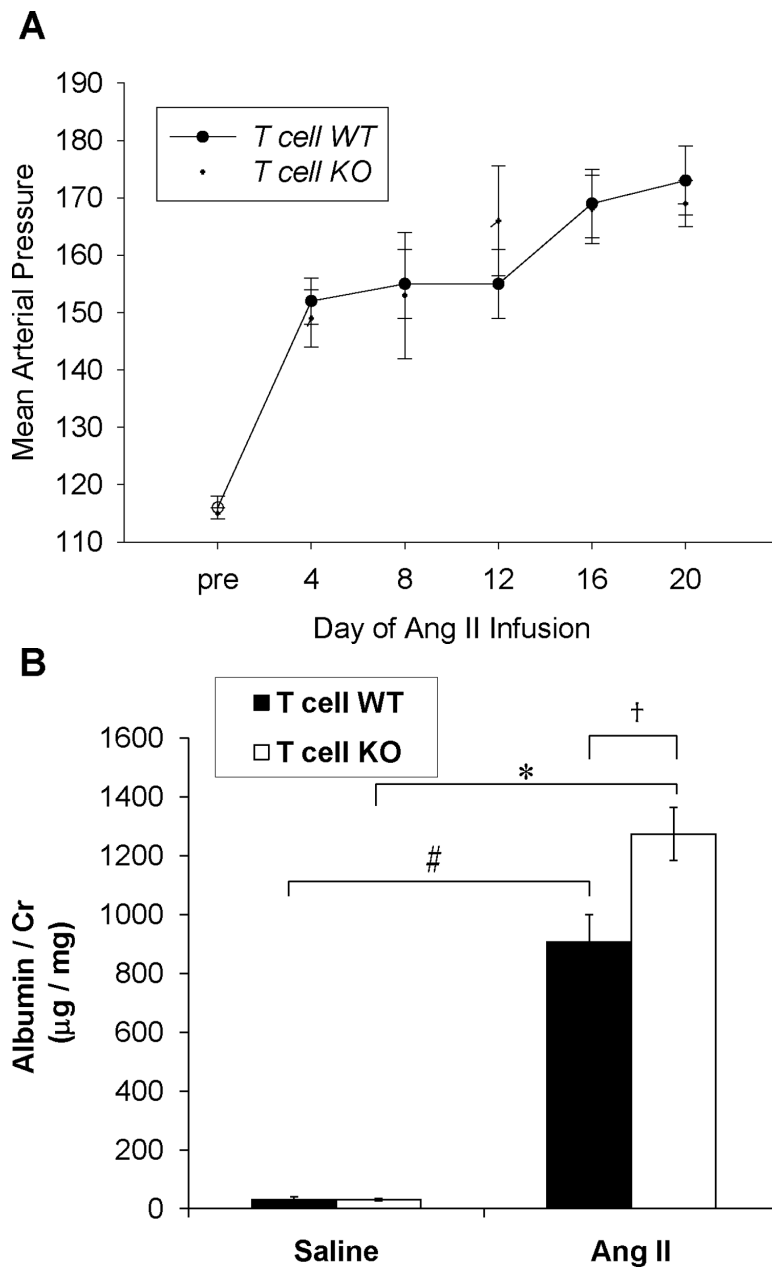 A
190
180
170
160
150
140
130
120
110
Mean Arterial Pressure
T cell WT
T cell KO
pre 4 8 12 16 20
Day of Ang II Infusion
B
T cell WT
T cell KO
†
*
#
1600
1400
1200
1000
800
600
400
200
0
Albumin / Cr
(μg / mg)
Saline Ang II